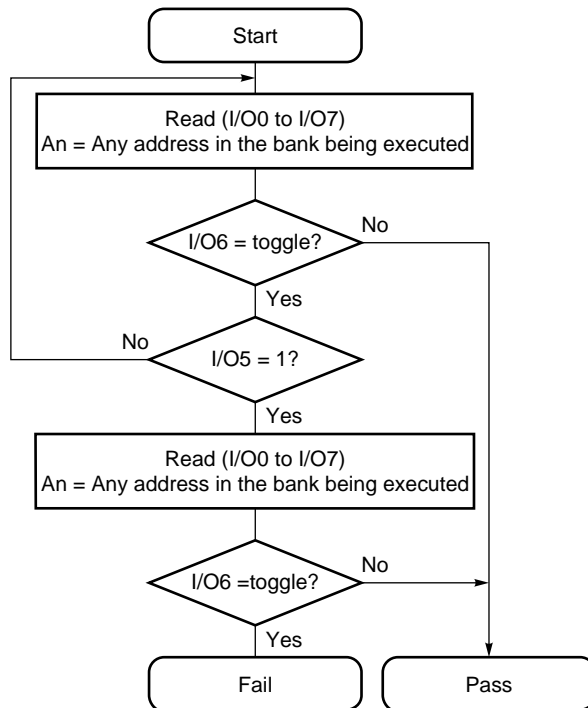 Start
Read (I/O0 to I/O7)
An = Any address in the bank being executed
I/O6 = toggle?
No
Yes
No
I/O5 = 1?
Yes
Read (I/O0 to I/O7)
An = Any address in the bank being executed
I/O6 =toggle?
No
Yes
Fail
Pass